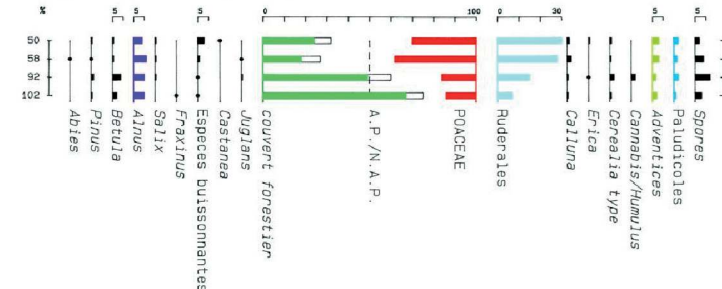 %
5
5
5
0
100
0
30
5
5
5
50
58
92
102
Abies
Pinus
Betula
Alnus
Salix
Fraxinus
Especes buissonnantes
Castanea
Juglans
couvert forestier
A.P./N.A.P.
POACEAE
Ruderales
Calluna
Erica
Cerealia type
Cannabis/Humulus
Adventices
Paludicoles
Spores